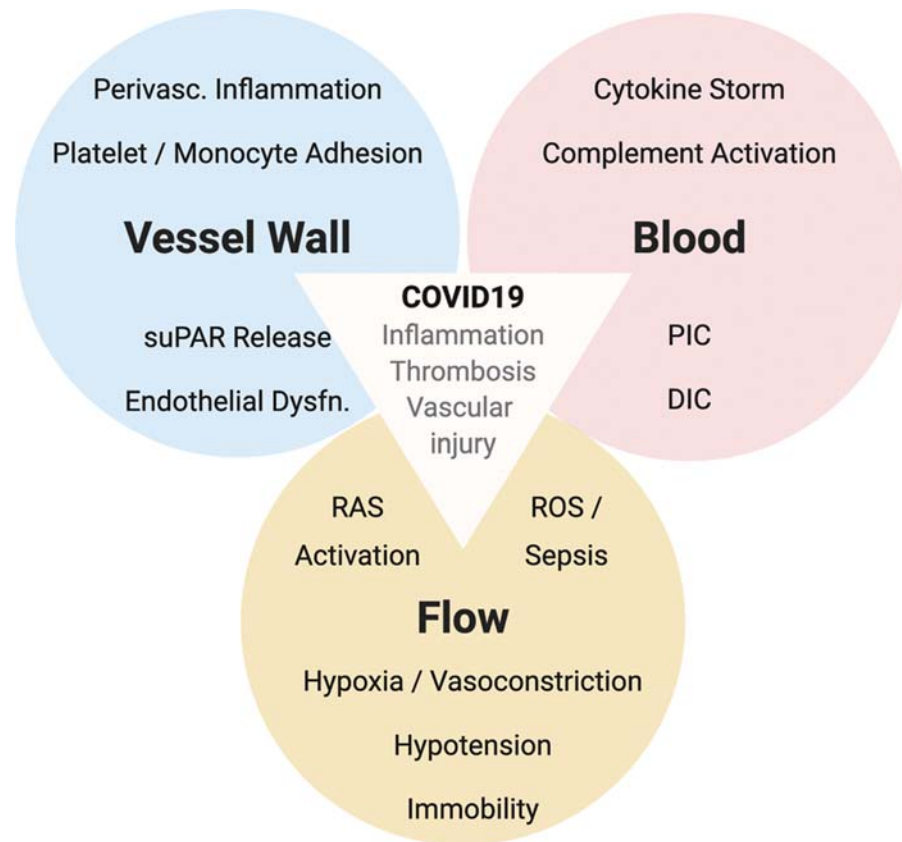 Perivasc. Inflammation
Platelet / Monocyte Adhesion
Vessel Wall
suPAR Release
Endothelial Dysfn.
Cytokine Storm
Complement Activation
Blood
PIC
DIC
COVID19
Inflammation
Thrombosis
Vascular
injury
RAS
Activation
ROS /
Sepsis
Flow
Hypoxia / Vasoconstriction
Hypotension
Immobility